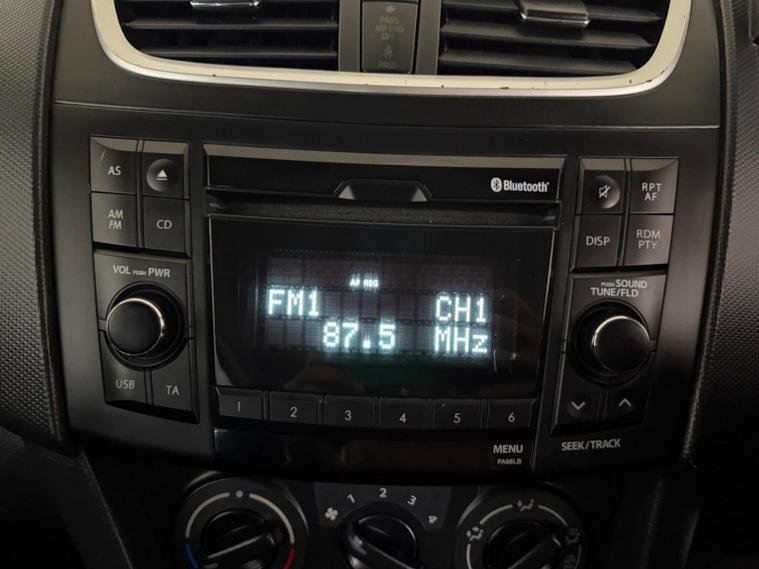 PASS
AIR BAG
OFF
PASS
AS
AM
FM
CD
Bluetooth
RPT
AF
DISP
RDM
PTY
VOL PUSH PWR
PUSH SOUND
TUNE/FLD
AF REG
FM1 CH1
87.5 MHz
USB
TA
1 2 3 4 5 6
MENU
PA88LB
SEEK/TRACK
1 2 3 4